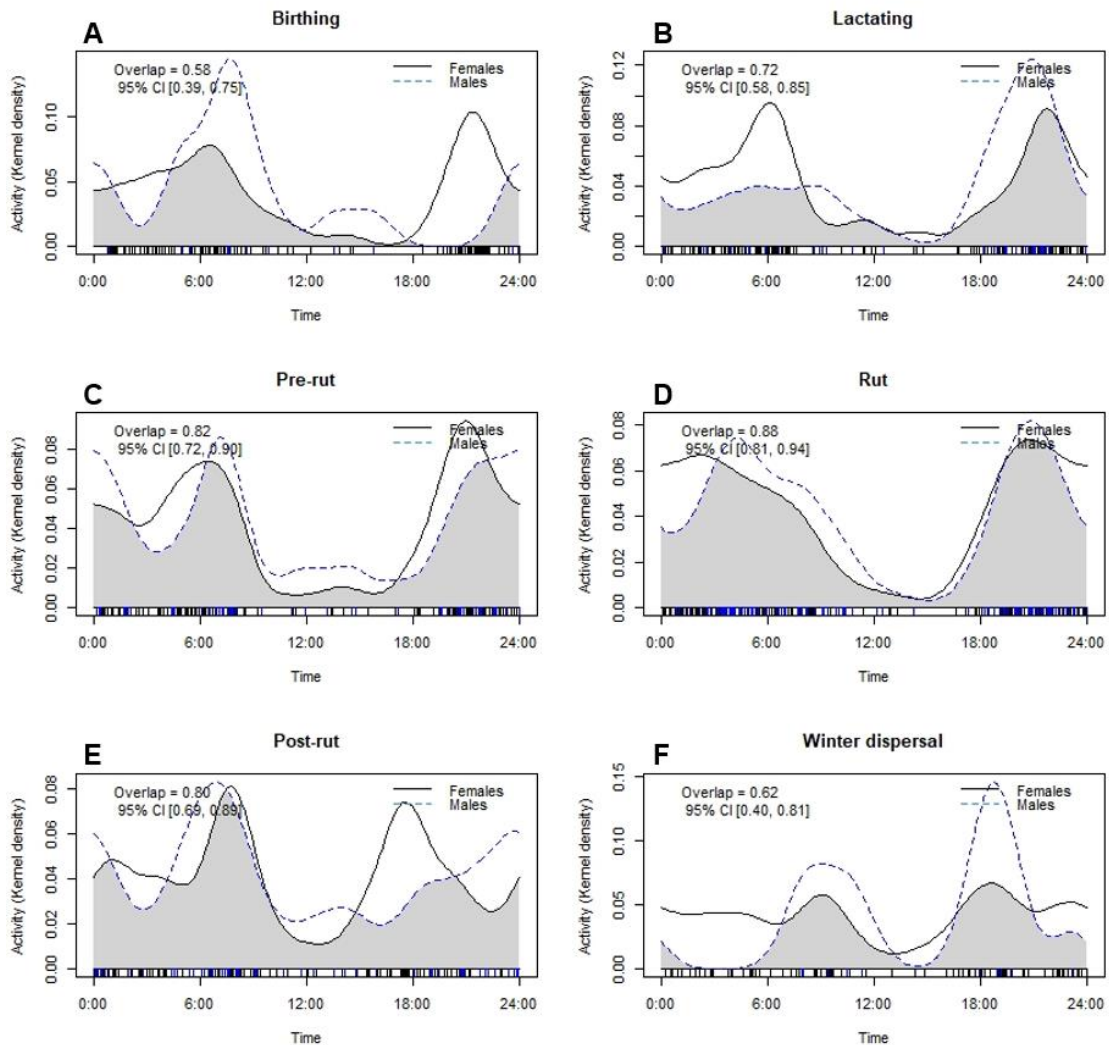 A
Birthing
Overlap = 0.58
95% CI [0.39, 0.75]
Females
Males
Activity (Kernel density)
0.10
0.05
0.00
0:00 6:00 12:00 18:00 24:00
Time
B
Lactating
Overlap = 0.72
95% CI [0.58, 0.85]
Females
Males
Activity (Kernel density)
0.12
0.08
0.04
0.00
0:00 6:00 12:00 18:00 24:00
Time
C
Pre-rut
Overlap = 0.82
95% CI [0.72, 0.90]
Females
Males
Activity (Kernel density)
0.08
0.06
0.04
0.02
0.00
0:00 6:00 12:00 18:00 24:00
Time
D
Rut
Overlap = 0.88
95% CI [0.81, 0.94]
Females
Males
Activity (Kernel density)
0.08
0.06
0.04
0.02
0.00
0:00 6:00 12:00 18:00 24:00
Time
E
Post-rut
Overlap = 0.80
95% CI [0.69, 0.89]
Females
Males
Activity (Kernel density)
0.08
0.06
0.04
0.02
0.00
0:00 6:00 12:00 18:00 24:00
Time
F
Winter dispersal
Overlap = 0.62
95% CI [0.40, 0.81]
Females
Males
Activity (Kernel density)
0.15
0.10
0.05
0.00
0:00 6:00 12:00 18:00 24:00
Time